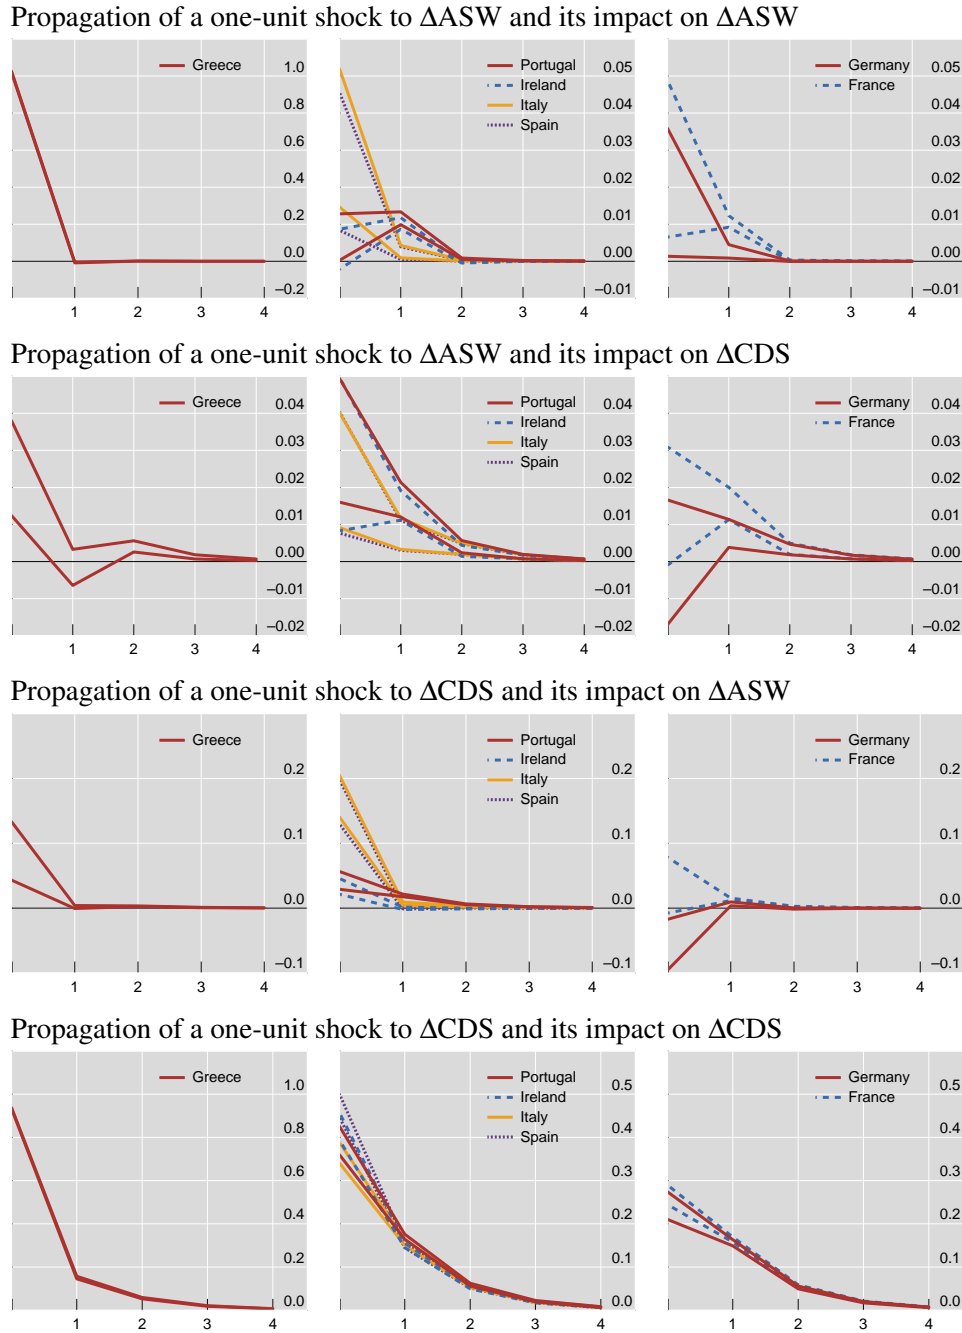 Propagation of a one-unit shock to ΔASW and its impact on ΔASW
Greece
1.0
0.8
0.6
0.4
0.2
0.0
–0.2
1 2 3 4
Portugal
Ireland
Italy
Spain
0.05
0.04
0.03
0.02
0.01
0.00
–0.01
1 2 3 4
Germany
France
0.05
0.04
0.03
0.02
0.01
0.00
–0.01
1 2 3 4
Propagation of a one-unit shock to ΔASW and its impact on ΔCDS
Greece
0.04
0.03
0.02
0.01
0.00
–0.01
–0.02
1 2 3 4
Portugal
Ireland
Italy
Spain
0.04
0.03
0.02
0.01
0.00
–0.01
–0.02
1 2 3 4
Germany
France
0.04
0.03
0.02
0.01
0.00
–0.01
–0.02
1 2 3 4
Propagation of a one-unit shock to ΔCDS and its impact on ΔASW
Greece
0.2
0.1
0.0
–0.1
1 2 3 4
Portugal
Ireland
Italy
Spain
0.2
0.1
0.0
–0.1
1 2 3 4
Germany
France
0.2
0.1
0.0
–0.1
1 2 3 4
Propagation of a one-unit shock to ΔCDS and its impact on ΔCDS
Greece
1.0
0.8
0.6
0.4
0.2
0.0
1 2 3 4
Portugal
Ireland
Italy
Spain
0.5
0.4
0.3
0.2
0.1
0.0
1 2 3 4
Germany
France
0.5
0.4
0.3
0.2
0.1
0.0
1 2 3 4